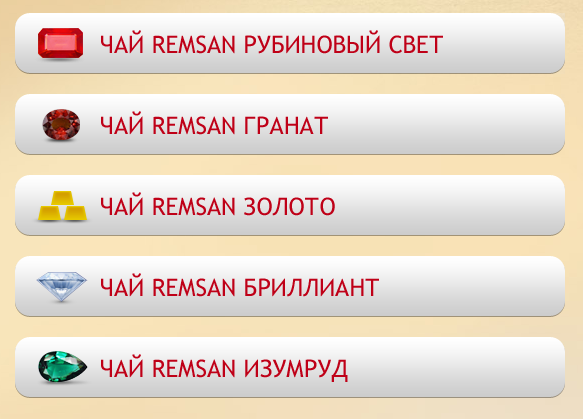 ЧАЙ REMSAN РУБИНОВЫЙ СВЕТ
ЧАЙ REMSAN ГРАНАТ
ЧАЙ REMSAN ЗОЛОТО
ЧАЙ REMSAN БРИЛЛИАНТ
ЧАЙ REMSAN ИЗУМРУД